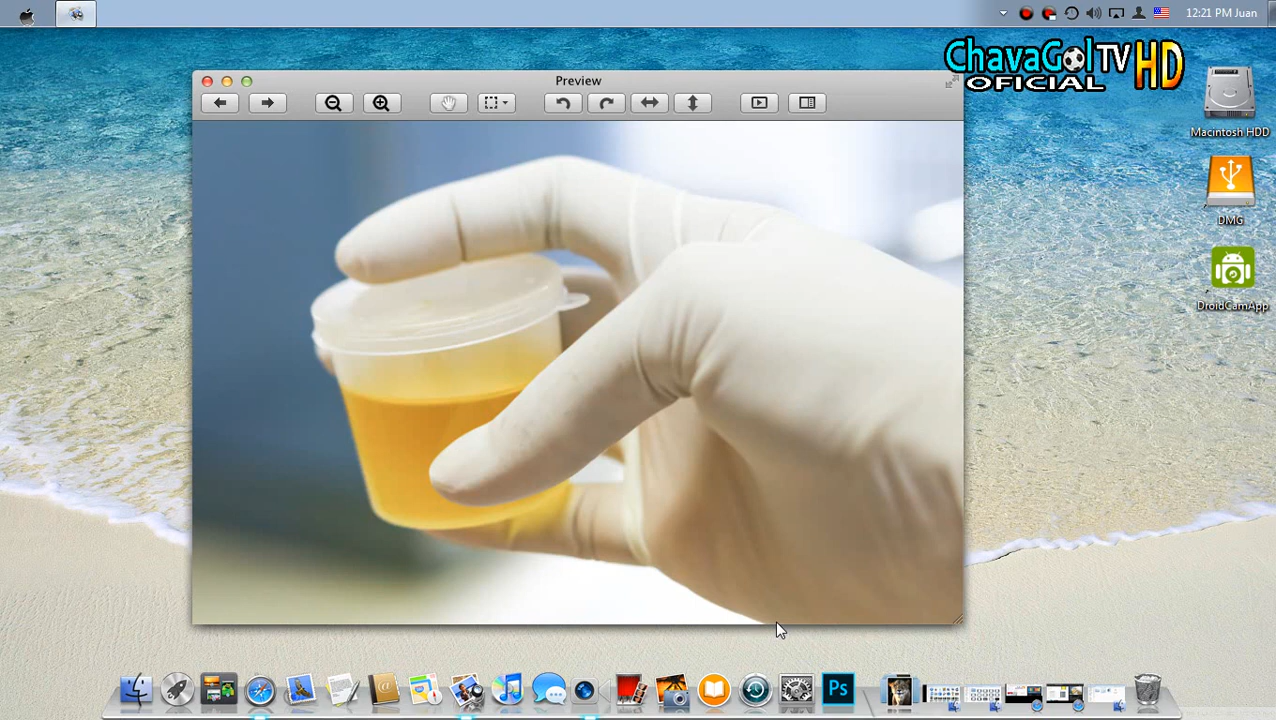 12:21 PM Juan
ChavaGolTV HD
OFICIAL
Preview
Macintosh HDD
DMG
DroidCamApp
Ps